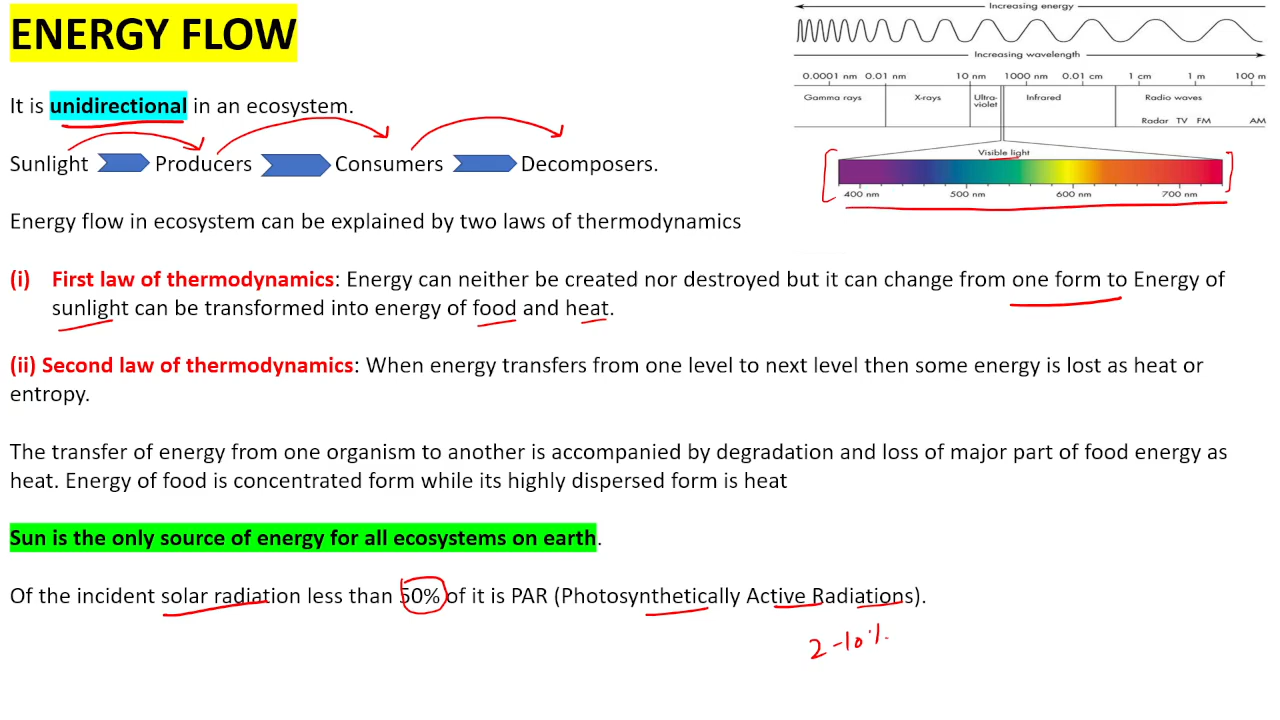 ENERGY FLOW
It is unidirectional in an ecosystem.
Sunlight Producers Consumers Decomposers.
Energy flow in ecosystem can be explained by two laws of thermodynamics
(i) First law of thermodynamics: Energy can neither be created nor destroyed but it can change from one form to Energy of
sunlight can be transformed into energy of food and heat.
(ii) Second law of thermodynamics: When energy transfers from one level to next level then some energy is lost as heat or
entropy.
The transfer of energy from one organism to another is accompanied by degradation and loss of major part of food energy as
heat. Energy of food is concentrated form while its highly dispersed form is heat
Sun is the only source of energy for all ecosystems on earth.
Of the incident solar radiation less than 50% of it is PAR (Photosynthetically Active Radiations).
2-10%
Increasing energy
Increasing wavelength
0.0001 nm 0.01 nm 10 nm 1000 nm 0.01 cm 1 cm 1 m 100 m
Gamma rays X-rays Ultra- Infrared Radio waves
violet
Radar TV FM AM
Visible light
400 nm 500 nm 600 nm 700 nm